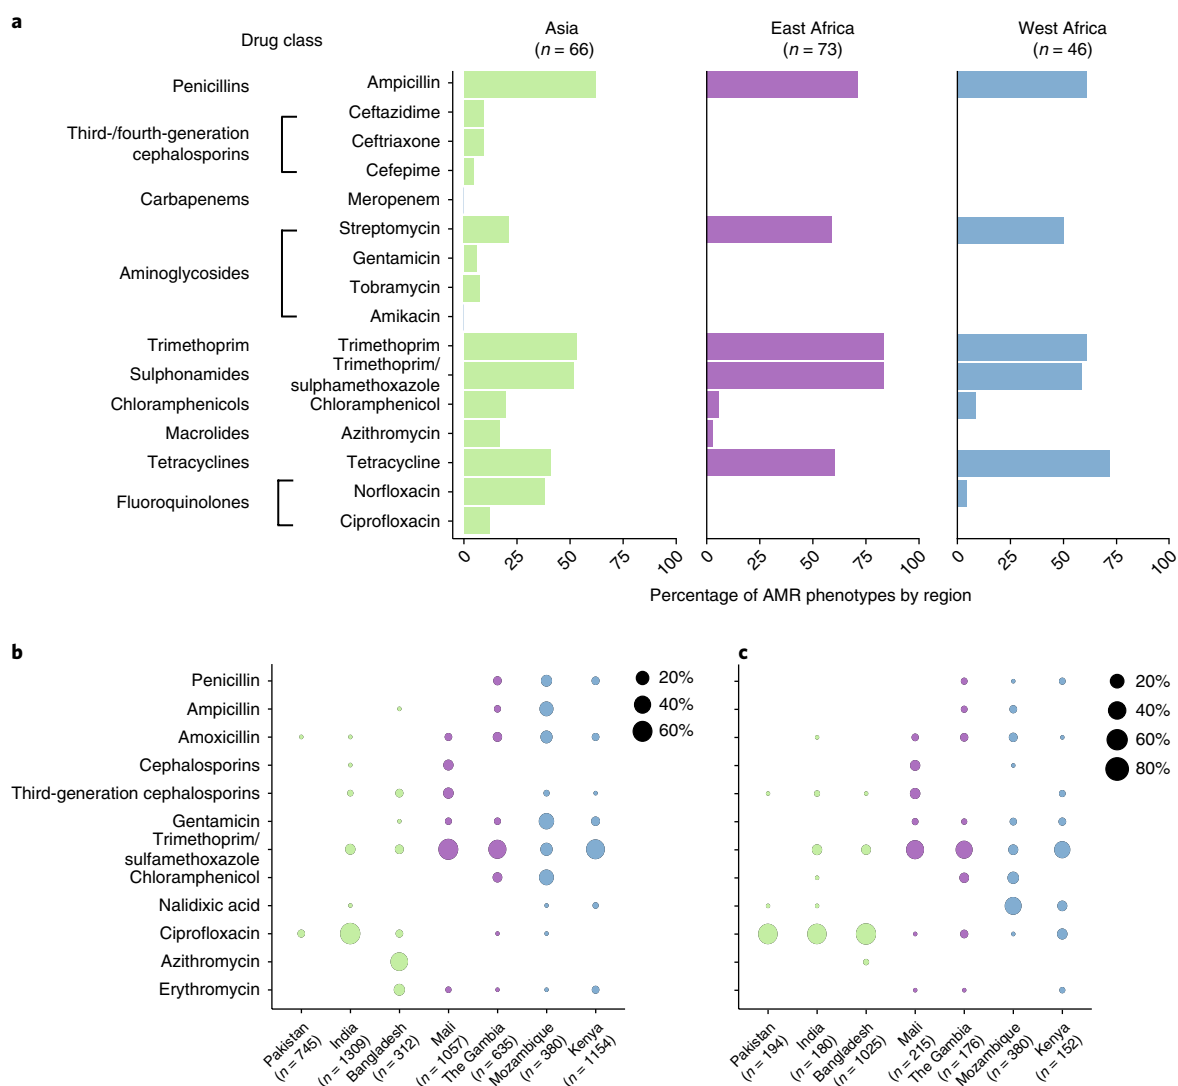 a
Drug class
Asia
(n = 66)
East Africa
(n = 73)
West Africa
(n = 46)
Penicillins
Ampicillin
Ceftazidime
Third-/fourth-generation
cephalosporins
Ceftriaxone
Cefepime
Carbapenems
Meropenem
Streptomycin
Gentamicin
Aminoglycosides
Tobramycin
Amikacin
Trimethoprim
Trimethoprim
Sulphonamides
Trimethoprim/
sulphamethoxazole
Chloramphenicols
Chloramphenicol
Macrolides
Azithromycin
Tetracyclines
Tetracycline
Fluoroquinolones
Norfloxacin
Ciprofloxacin
0 25 50 75 100
0 25 50 75 100
0 25 50 75 100
Percentage of AMR phenotypes by region
b
Penicillin
Ampicillin
Amoxicillin
Cephalosporins
Third-generation cephalosporins
Gentamicin
Trimethoprim/
sulfamethoxazole
Chloramphenicol
Nalidixic acid
Ciprofloxacin
Azithromycin
Erythromycin
20%
40%
60%
Pakistan
(n = 745)
India
(n = 1309)
Bangladesh
(n = 312)
Mali
(n = 1057)
The Gambia
(n = 635)
Mozambique
(n = 380)
Kenya
(n = 1154)
c
20%
40%
60%
80%
Pakistan
(n = 194)
India
(n = 180)
Bangladesh
(n = 1025)
Mali
(n = 215)
The Gambia
(n = 176)
Mozambique
(n = 380)
Kenya
(n = 152)